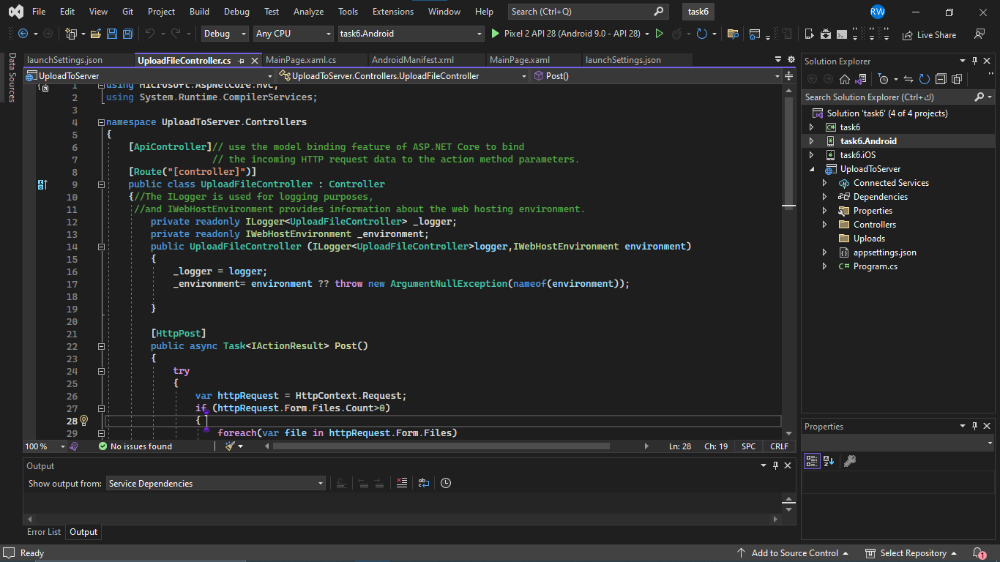 File Edit View Git Project Build Debug Test Analyze Tools Extensions Window Help Search (Ctrl+Q) task6 RW
Debug Any CPU task6.Android Pixel 2 API 28 (Android 9.0 - API 28) Live Share
Data Sources
launchSettings.json UploadFileController.cs MainPage.xaml.cs AndroidManifest.xml MainPage.xaml launchSettings.json
UploadToServer UploadToServer.Controllers.UploadFileController Post()
1 using Microsoft.AspNetCore.Mvc;
2 using System.Runtime.CompilerServices;
3
4 namespace UploadToServer.Controllers
5 {
6 [ApiController]// use the model binding feature of ASP.NET Core to bind
7 // the incoming HTTP request data to the action method parameters.
8 [Route("[controller]")]
9 public class UploadFileController : Controller
10 {//The ILogger is used for logging purposes,
11 //and IWebHostEnvironment provides information about the web hosting environment.
12 private readonly ILogger<UploadFileController> _logger;
13 private readonly IWebHostEnvironment _environment;
14 public UploadFileController (ILogger<UploadFileController>logger,IWebHostEnvironment environment)
15 {
16 _logger = logger;
17 _environment= environment ?? throw new ArgumentNullException(nameof(environment));
18
19 }
20
21 [HttpPost]
22 public async Task<IActionResult> Post()
23 {
24 try
25 {
26 var httpRequest = HttpContext.Request;
27 if (httpRequest.Form.Files.Count>0)
28 {
29 foreach(var file in httpRequest.Form.Files)
100 % No issues found Ln: 28 Ch: 19 SPC CRLF
Output
Show output from: Service Dependencies
Error List Output
Solution Explorer
Search Solution Explorer (Ctrl+ك)
Solution 'task6' (4 of 4 projects)
task6
task6.Android
task6.iOS
UploadToServer
Connected Services
Dependencies
Properties
Controllers
Uploads
appsettings.json
C# Program.cs
Properties
Ready Add to Source Control Select Repository 1